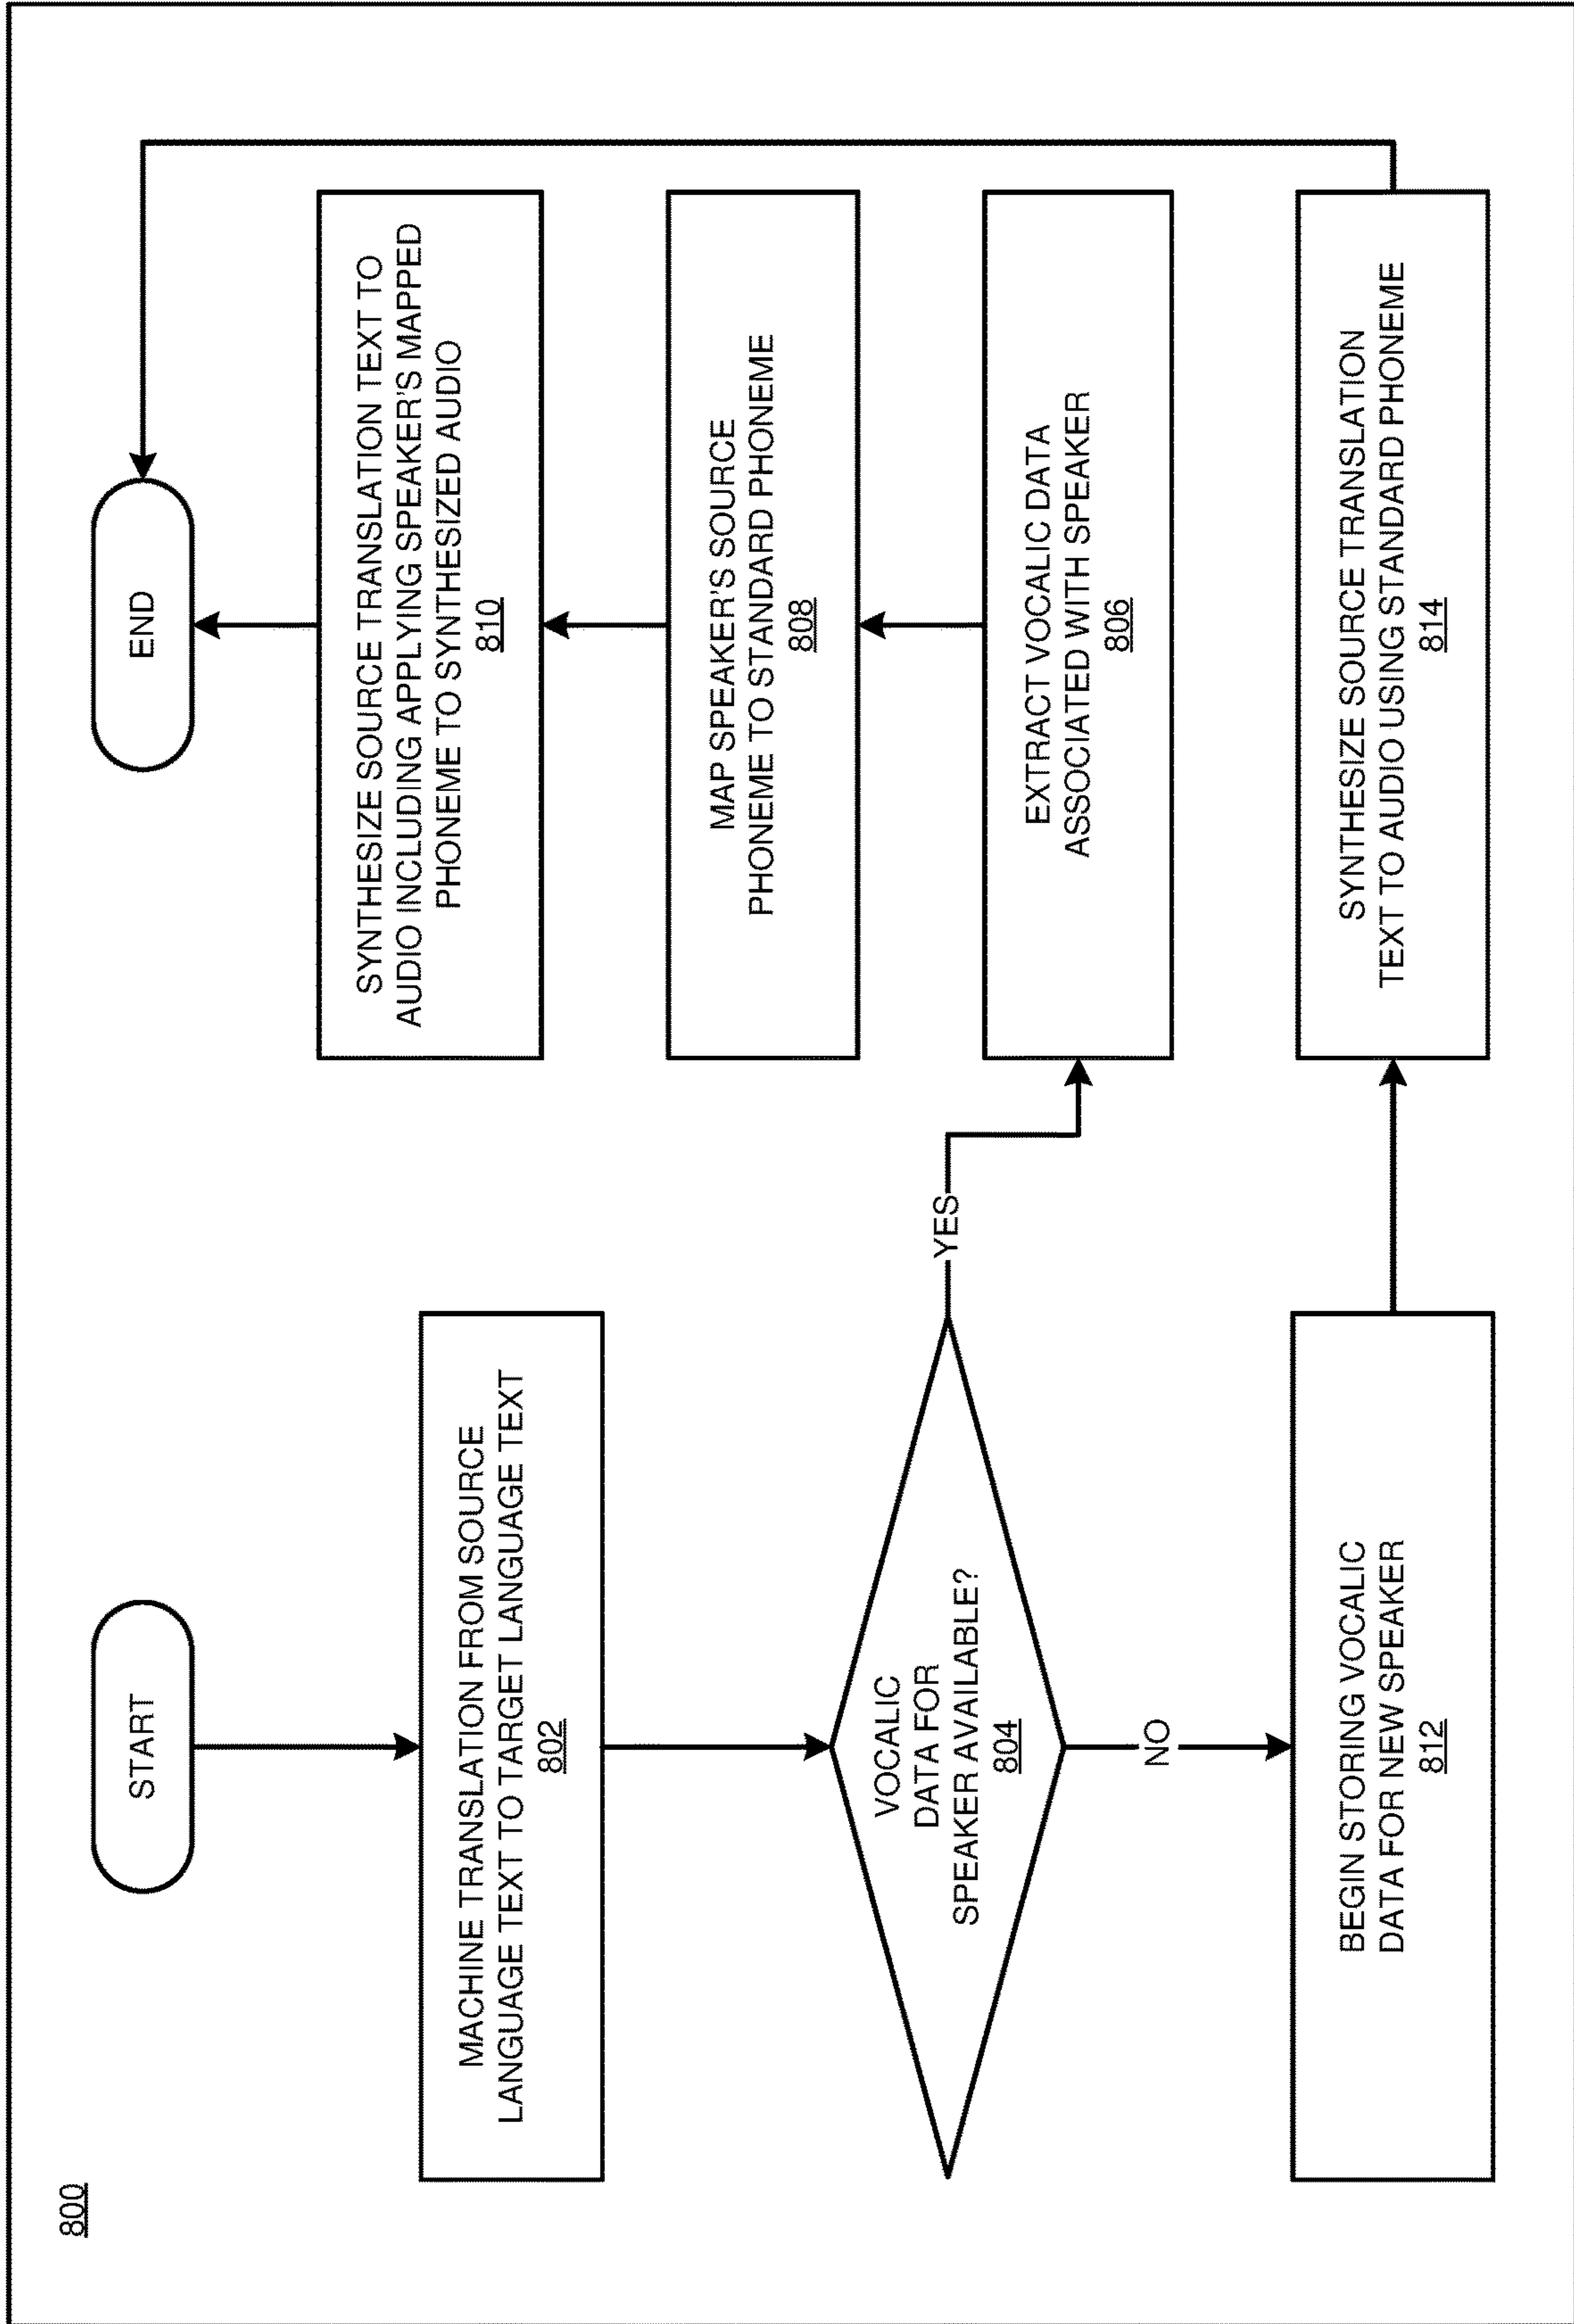 800
START
MACHINE TRANSLATION FROM SOURCE
LANGUAGE TEXT TO TARGET LANGUAGE TEXT
802
VOCALIC
DATA FOR
SPEAKER AVAILABLE?
804
YES
NO
BEGIN STORING VOCALIC
DATA FOR NEW SPEAKER
812
END
SYNTHESIZE SOURCE TRANSLATION TEXT TO
AUDIO INCLUDING APPLYING SPEAKER'S MAPPED
PHONEME TO SYNTHESIZED AUDIO
810
MAP SPEAKER'S SOURCE
PHONEME TO STANDARD PHONEME
808
EXTRACT VOCALIC DATA
ASSOCIATED WITH SPEAKER
806
SYNTHESIZE SOURCE TRANSLATION
TEXT TO AUDIO USING STANDARD PHONEME
814